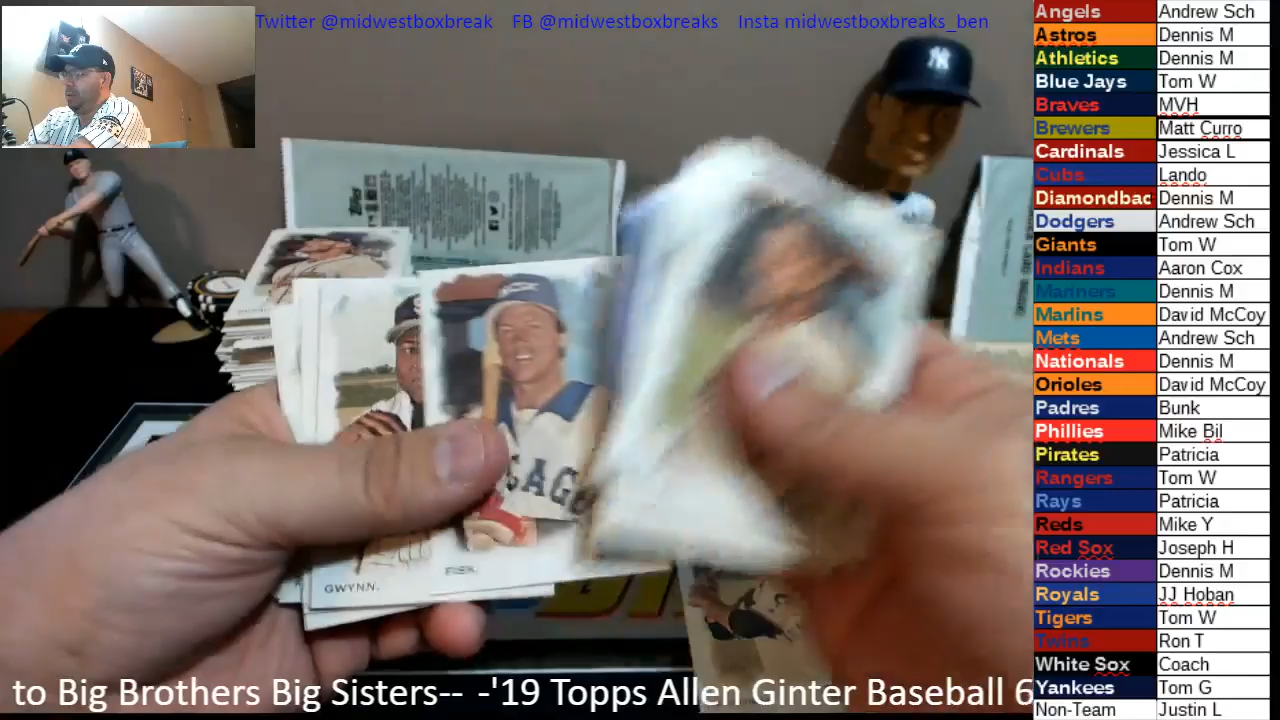 Twitter @midwestboxbreak FB @midwestboxbreaks Insta midwestboxbreaks_ben
Angels Andrew Sch
Astros Dennis M
Athletics Dennis M
Blue Jays Tom W
Braves MVH
Brewers Matt Curro
Cardinals Jessica L
Cubs Lando
Diamondbac Dennis M
Dodgers Andrew Sch
Giants Tom W
Indians Aaron Cox
Mariners Dennis M
Marlins David McCoy
Mets Andrew Sch
Nationals Dennis M
Orioles David McCoy
Padres Bunk
Phillies Mike Bil
Pirates Patricia
Rangers Tom W
Rays Patricia
Reds Mike Y
Red Sox Joseph H
Rockies Dennis M
Royals JJ Hoban
Tigers Tom W
Twins Ron T
White Sox Coach
Yankees Tom G
Non-Team Justin L
Topps
NY
SOX
CAGO
FISK.
GWYNN.
to Big Brothers Big Sisters-- -'19 Topps Allen Ginter Baseball 6